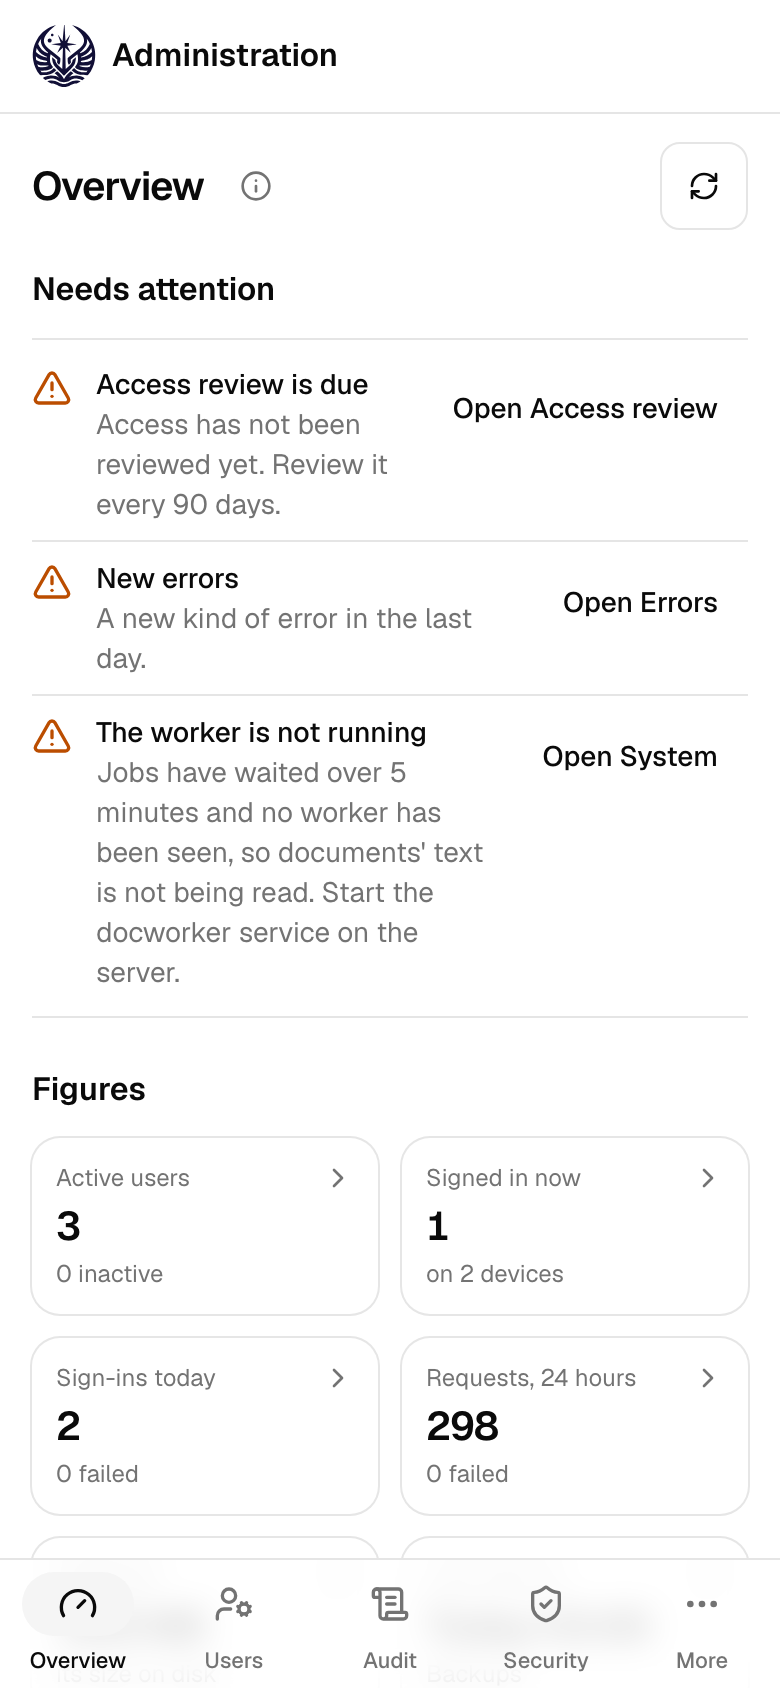 Administration
Overview
Needs attention
Access review is due
Access has not been
reviewed yet. Review it
every 90 days.
Open Access review
New errors
A new kind of error in the last
day.
Open Errors
The worker is not running
Jobs have waited over 5
minutes and no worker has
been seen, so documents' text
is not being read. Start the
docworker service on the
server.
Open System
Figures
Active users
3
0 inactive
Signed in now
1
on 2 devices
Sign-ins today
2
0 failed
Requests, 24 hours
298
0 failed
Overview
Users
Audit
Security
More
Its size on disk
Backups